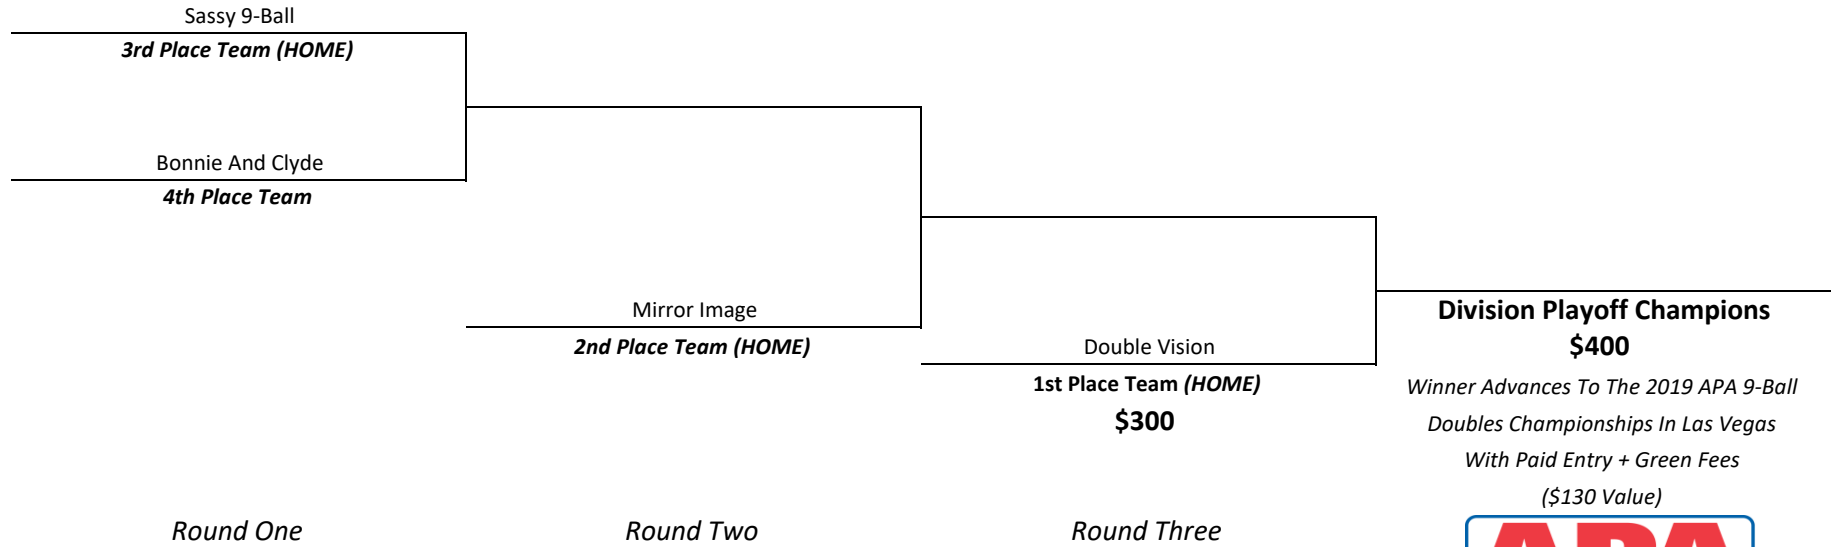 Sassy 9-Ball
3rd Place Team (HOME)
Bonnie And Clyde
4th Place Team
Mirror Image
2nd Place Team (HOME)
Double Vision
1st Place Team (HOME)
$300
Division Playoff Champions
$400
Winner Advances To The 2019 APA 9-Ball
Doubles Championships In Las Vegas
With Paid Entry + Green Fees
($130 Value)
Round One
Round Two
Round Three
APA